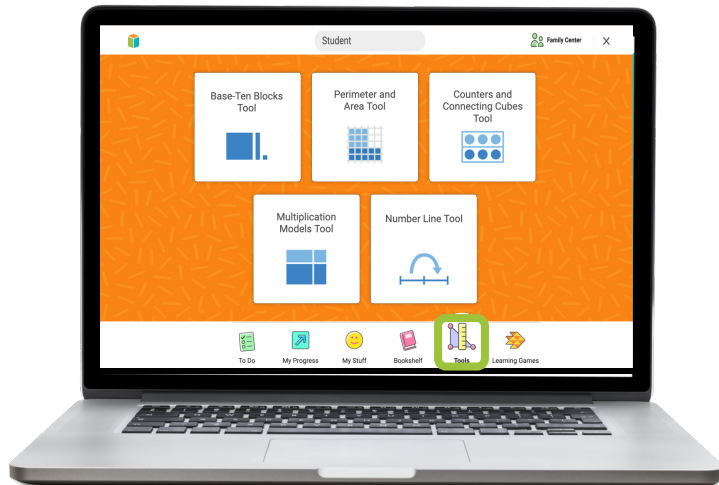 Student
Family Center
X
Base-Ten Blocks
Tool
Perimeter and
Area Tool
Counters and
Connecting Cubes
Tool
Multiplication
Models Tool
Number Line Tool
To Do
My Progress
My Stuff
Bookshelf
Tools
Learning Games